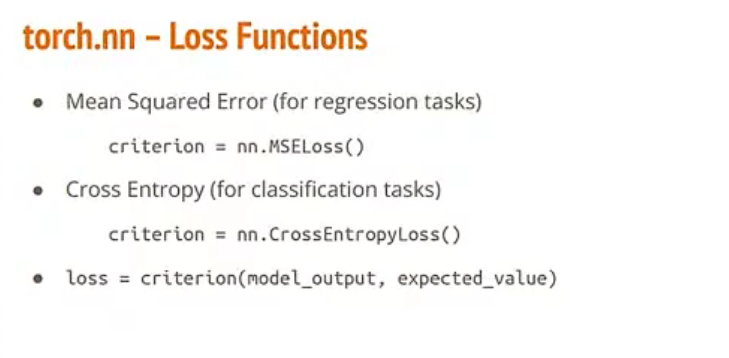 torch.nn – Loss Functions
● Mean Squared Error (for regression tasks)
criterion = nn.MSELoss()
● Cross Entropy (for classification tasks)
criterion = nn.CrossEntropyLoss()
● loss = criterion(model_output, expected_value)